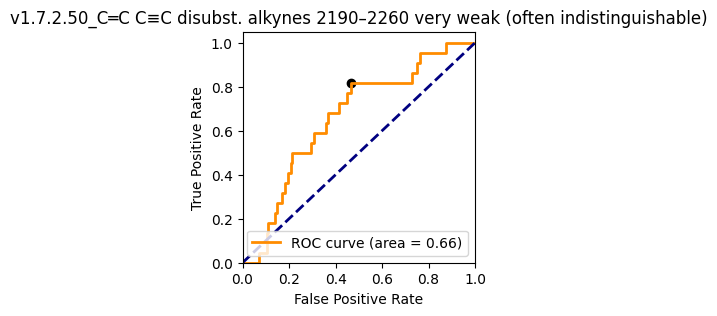 v1.7.2.50_C═C C≡C disubst. alkynes 2190–2260 very weak (often indistinguishable)
1.0
0.8
0.6
0.4
0.2
0.0
True Positive Rate
ROC curve (area = 0.66)
0.0 0.2 0.4 0.6 0.8 1.0
False Positive Rate